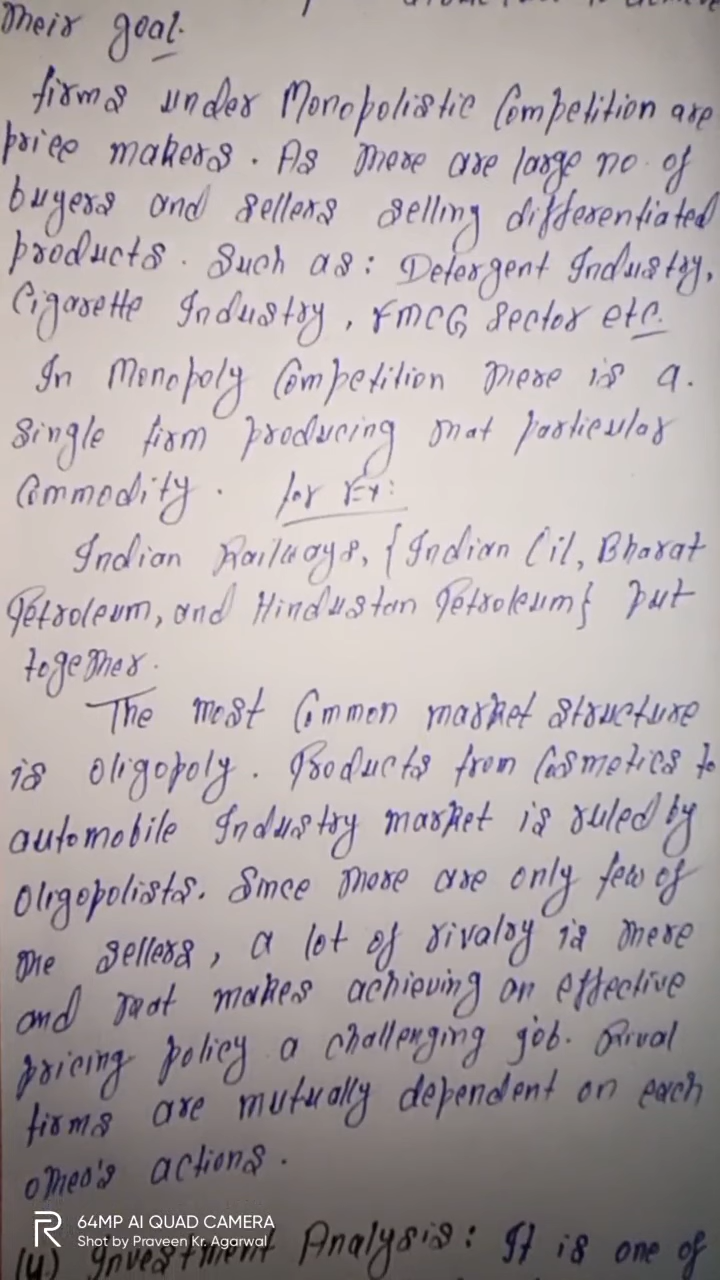 their goal.
firms under Monopolistic Competition are
price makers. As there are large no. of
buyers and sellers selling differentiated
products. Such as: Detergent Industry,
Cigarette Industry, FMCG Sector etc.
In Monopoly Competition there is a.
single firm producing that particular
Commodity. for Ex:
Indian Railways, {Indian Oil, Bharat
Petroleum, and Hindustan Petroleum} put
together.
The most Common market structure
is Oligopoly. Products from Cosmetics to
automobile Industry market is ruled by
Oligopolists. Since there are only few of
the sellers, a lot of rivalry is there
and that makes achieving an effective
pricing policy a challenging job. Rival
firms are mutually dependent on each
other's actions.
R 64MP AI QUAD CAMERA
Shot by Praveen Kr. Agarwal
(4) Investment Analysis: It is one of